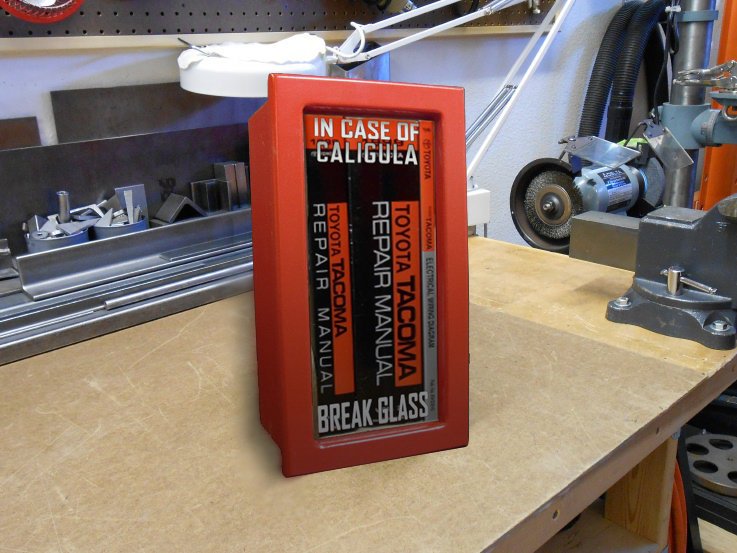 IN CASE OF
CALIGULA
TOYOTA TACOMA
REPAIR MANUAL
TOYOTA TACOMA
REPAIR MANUAL
TOYOTA
TACOMA
ELECTRICAL WIRING DIAGRAM
BREAK GLASS